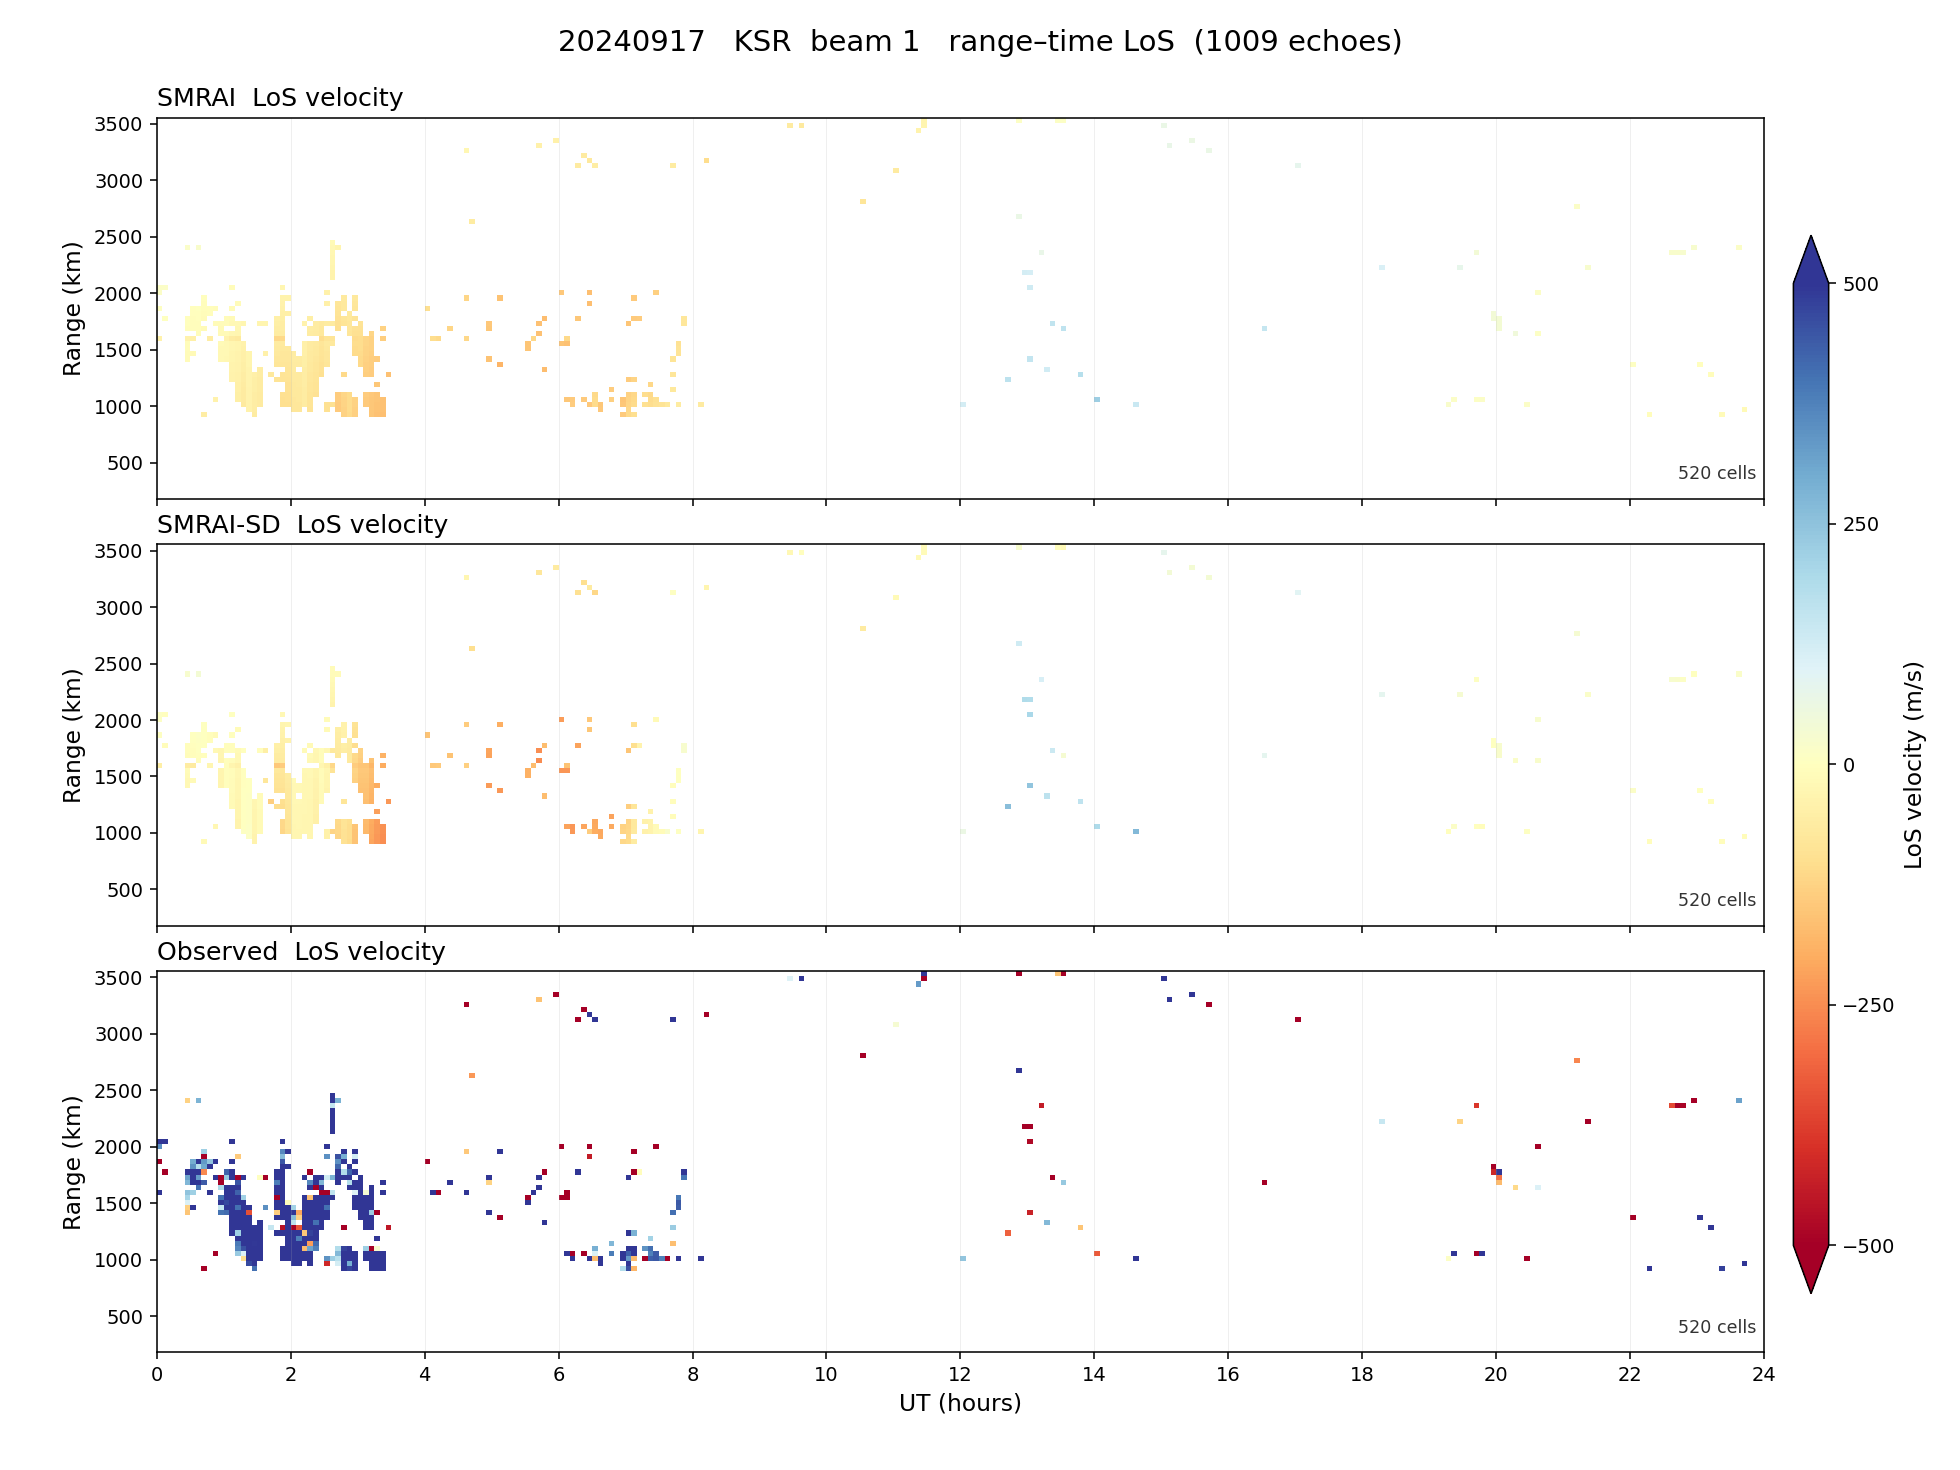 20240917   KSR  beam 1   range–time LoS  (1009 echoes)
SMRAI  LoS velocity
3500
3000
2500
2000
1500
1000
500
Range (km)
520 cells
SMRAI-SD  LoS velocity
3500
3000
2500
2000
1500
1000
500
Range (km)
520 cells
Observed  LoS velocity
3500
3000
2500
2000
1500
1000
500
Range (km)
520 cells
0 2 4 6 8 10 12 14 16 18 20 22 24
UT (hours)
500
250
0
−250
−500
LoS velocity (m/s)